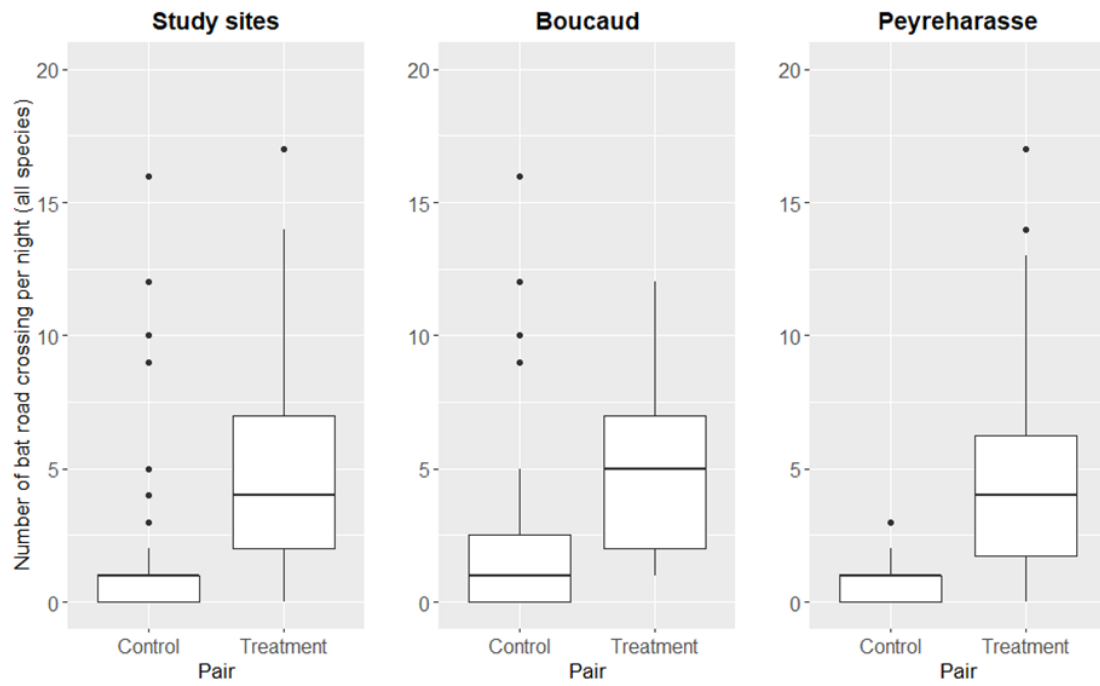 Study sites
Number of bat road crossing per night (all species)
20
15
10
5
0
Control
Treatment
Pair
Boucaud
20
15
10
5
0
Control
Treatment
Pair
Peyreharasse
20
15
10
5
0
Control
Treatment
Pair